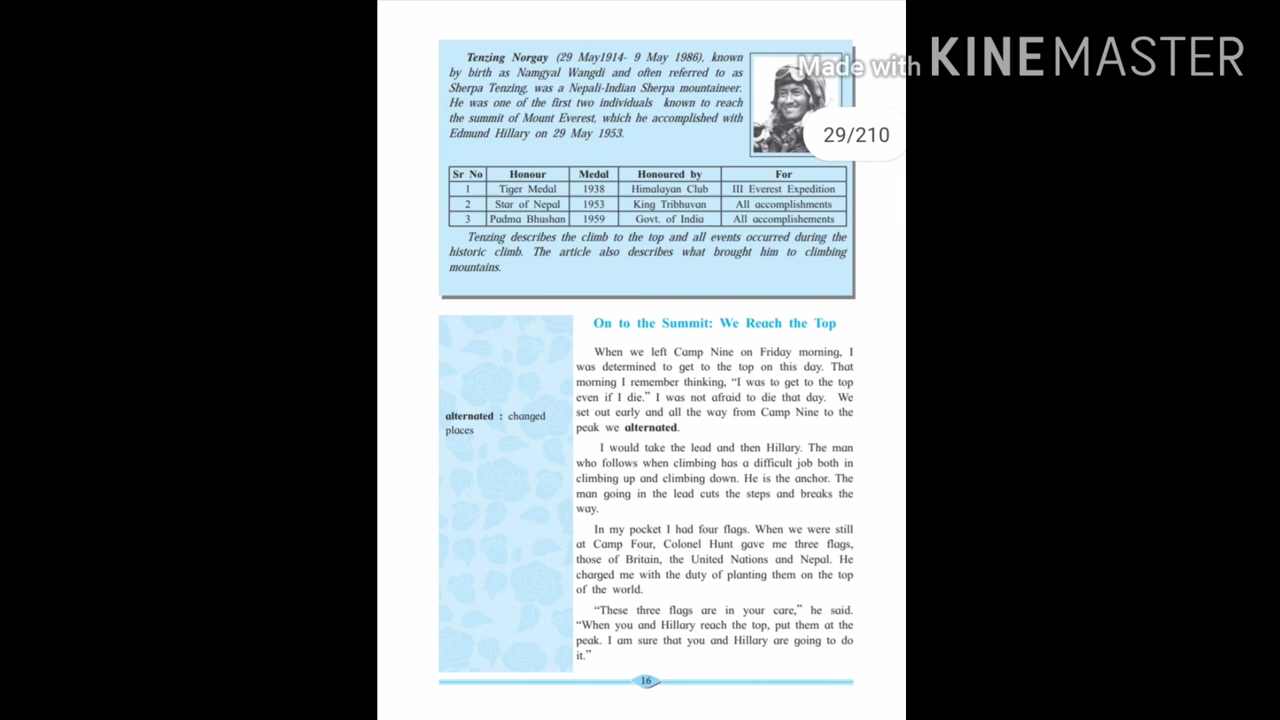 Made with KINEMASTER
29/210
Tenzing Norgay (29 May1914- 9 May 1986), known
by birth as Namgyal Wangdi and often referred to as
Sherpa Tenzing, was a Nepali-Indian Sherpa mountaineer.
He was one of the first two individuals known to reach
the summit of Mount Everest, which he accomplished with
Edmund Hillary on 29 May 1953.
Sr No Honour Medal Honoured by For
1 Tiger Medal 1938 Himalayan Club III Everest Expedition
2 Star of Nepal 1953 King Tribhuvan All accomplishments
3 Padma Bhushan 1959 Govt. of India All accomplishements
Tenzing describes the climb to the top and all events occurred during the
historic climb. The article also describes what brought him to climbing
mountains.
On to the Summit: We Reach the Top
When we left Camp Nine on Friday morning, I
was determined to get to the top on this day. That
morning I remember thinking, “I was to get to the top
even if I die.” I was not afraid to die that day. We
set out early and all the way from Camp Nine to the
peak we alternated.
alternated : changed
places
I would take the lead and then Hillary. The man
who follows when climbing has a difficult job both in
climbing up and climbing down. He is the anchor. The
man going in the lead cuts the steps and breaks the
way.
In my pocket I had four flags. When we were still
at Camp Four, Colonel Hunt gave me three flags,
those of Britain, the United Nations and Nepal. He
charged me with the duty of planting them on the top
of the world.
“These three flags are in your care,” he said.
“When you and Hillary reach the top, put them at the
peak. I am sure that you and Hillary are going to do
it.”
16